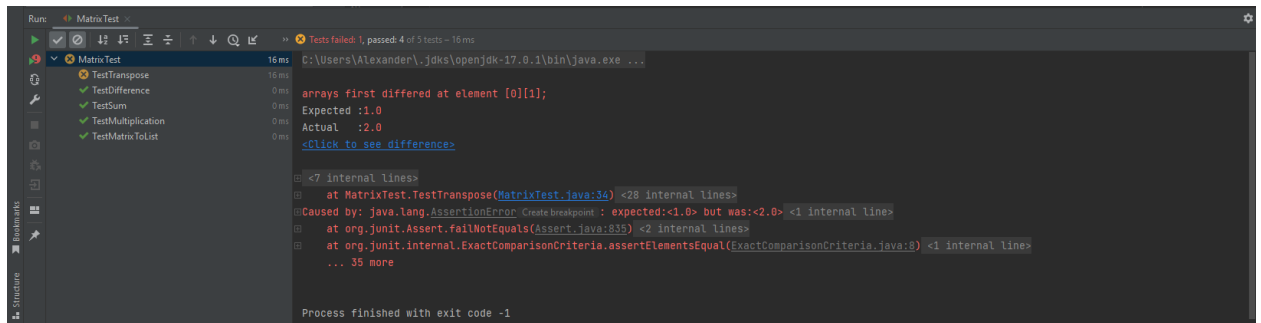 Run: MatrixTest ×
» Tests failed: 1, passed: 4 of 5 tests – 16 ms
MatrixTest 16 ms
TestTranspose 16 ms
TestDifference 0 ms
TestSum 0 ms
TestMultiplication 0 ms
TestMatrixToList 0 ms
C:\Users\Alexander\.jdks\openjdk-17.0.1\bin\java.exe ...
arrays first differed at element [0][1];
Expected :1.0
Actual   :2.0
<Click to see difference>
<7 internal lines>
at MatrixTest.TestTranspose(MatrixTest.java:34) <28 internal lines>
Caused by: java.lang.AssertionError Create breakpoint : expected:<1.0> but was:<2.0> <1 internal line>
at org.junit.Assert.failNotEquals(Assert.java:835) <2 internal lines>
at org.junit.internal.ExactComparisonCriteria.assertElementsEqual(ExactComparisonCriteria.java:8) <1 internal line>
... 35 more
Process finished with exit code -1
Bookmarks
Structure